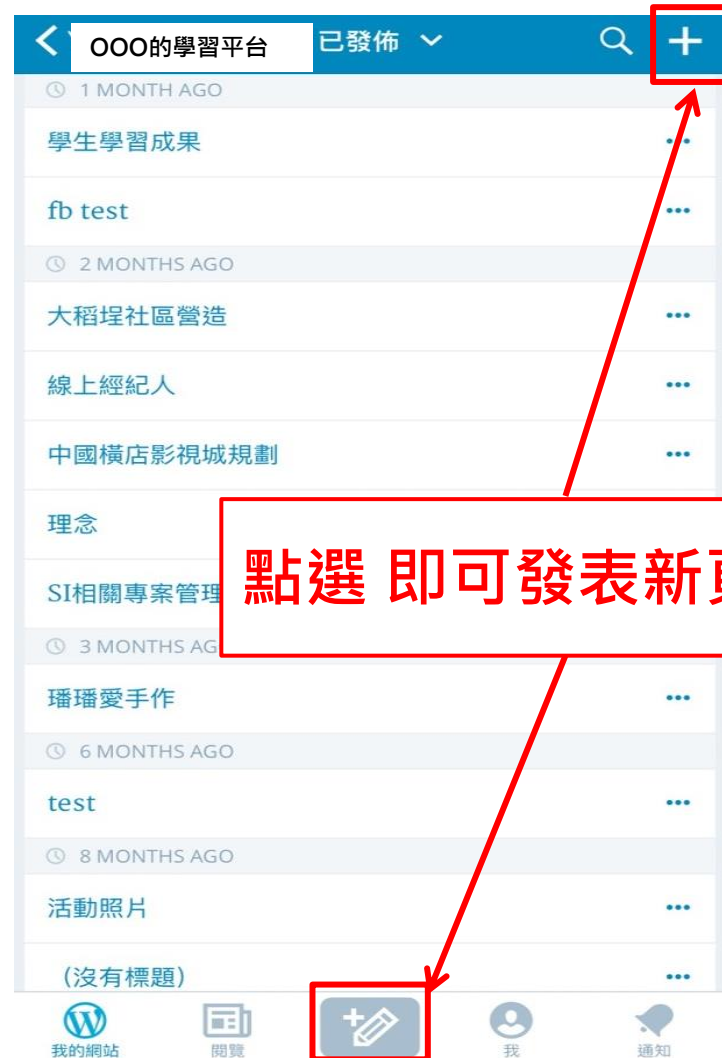 OOO的學習平台 已發佈
1 MONTH AGO
學生學習成果
fb test
2 MONTHS AGO
大稻埕社區營造
線上經紀人
中國橫店影視城規劃
理念
點選 即可發表新
SI相關專案管理
3 MONTHS AG
璠璠愛手作
6 MONTHS AGO
test
8 MONTHS AGO
活動照片
(沒有標題)
我的網站 閱覽 我 通知